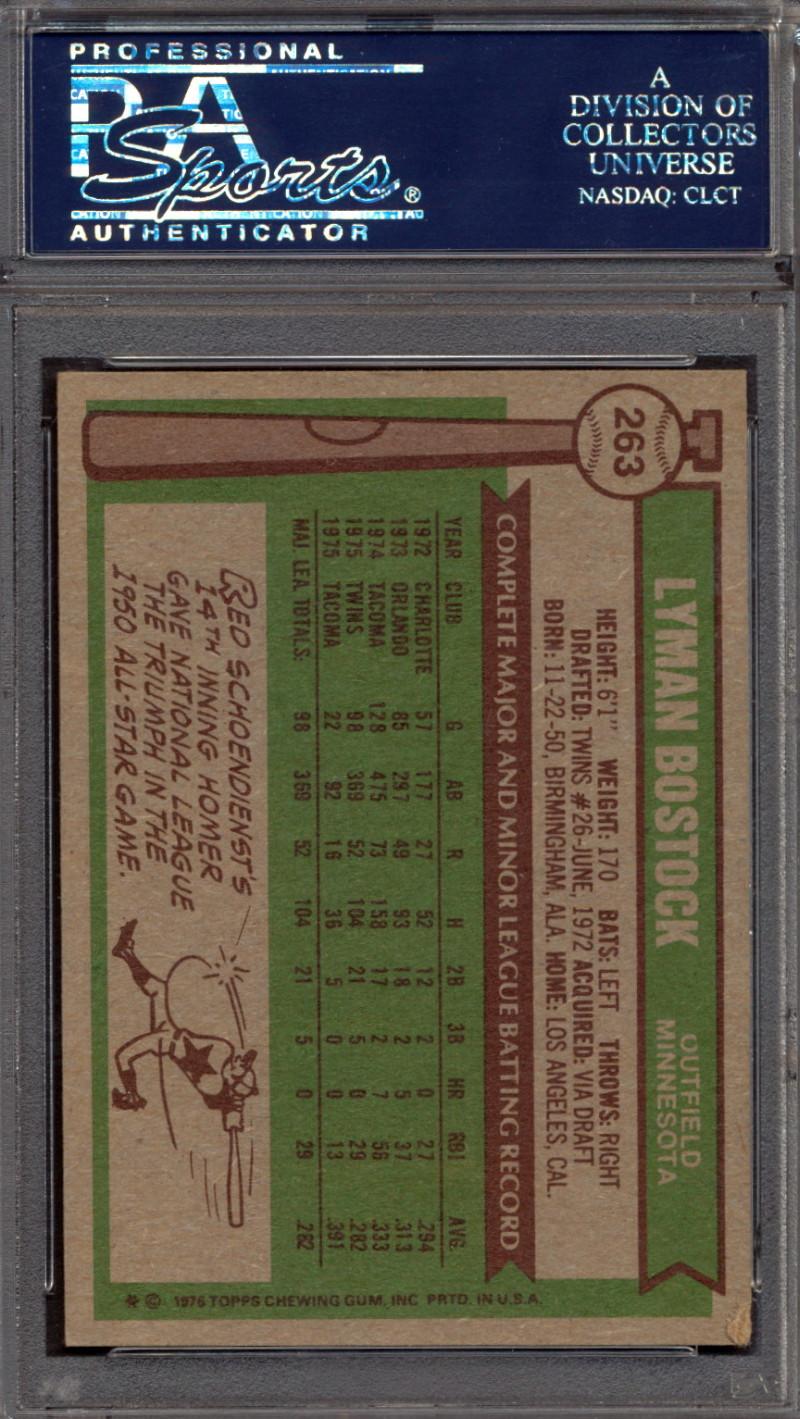 PROFESSIONAL
PSA
Sports®
AUTHENTICATOR
A
DIVISION OF
COLLECTORS
UNIVERSE
NASDAQ: CLCT
263
LYMAN BOSTOCK
OUTFIELD
MINNESOTA
HEIGHT: 6'1" WEIGHT: 170 BATS: LEFT THROWS: RIGHT
DRAFTED: TWINS #26-JUNE, 1972 ACQUIRED: VIA DRAFT
BORN: 11-22-50, BIRMINGHAM, ALA. HOME: LOS ANGELES, CAL.
COMPLETE MAJOR AND MINOR LEAGUE BATTING RECORD
YEAR CLUB G AB R H 2B 3B HR RBI AVG.
1972 CHARLOTTE 57 177 27 52 12 2 0 27 .294
1973 ORLANDO 85 297 49 93 18 2 5 37 .313
1974 TACOMA 128 475 73 158 17 2 7 56 .333
1975 TWINS 98 369 52 104 21 5 0 29 .282
1975 TACOMA 22 92 16 36 5 0 0 13 .391
MAJ. LEA. TOTALS: 98 369 52 104 21 5 0 29 .282
RED SCHOENDIENST'S
14TH INNING HOMER
GAVE NATIONAL LEAGUE
THE TRIUMPH IN THE
1950 ALL-STAR GAME.
* © 1976 TOPPS CHEWING GUM, INC PRTD. IN U.S.A.